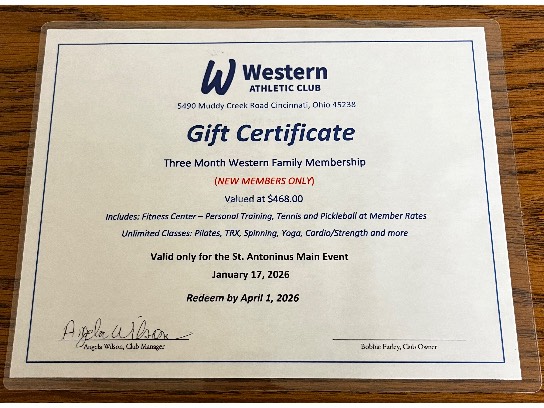 W Western
ATHLETIC CLUB
5490 Muddy Creek Road Cincinnati, Ohio 45238
Gift Certificate
Three Month Western Family Membership
(NEW MEMBERS ONLY)
Valued at $468.00
Includes: Fitness Center – Personal Training, Tennis and Pickleball at Member Rates
Unlimited Classes: Pilates, TRX, Spinning, Yoga, Cardio/Strength and more
Valid only for the St. Antoninus Main Event
January 17, 2026
Redeem by April 1, 2026
Angela Wilson
Angela Wilson, Club Manager
Bobbie Farley, Club Owner